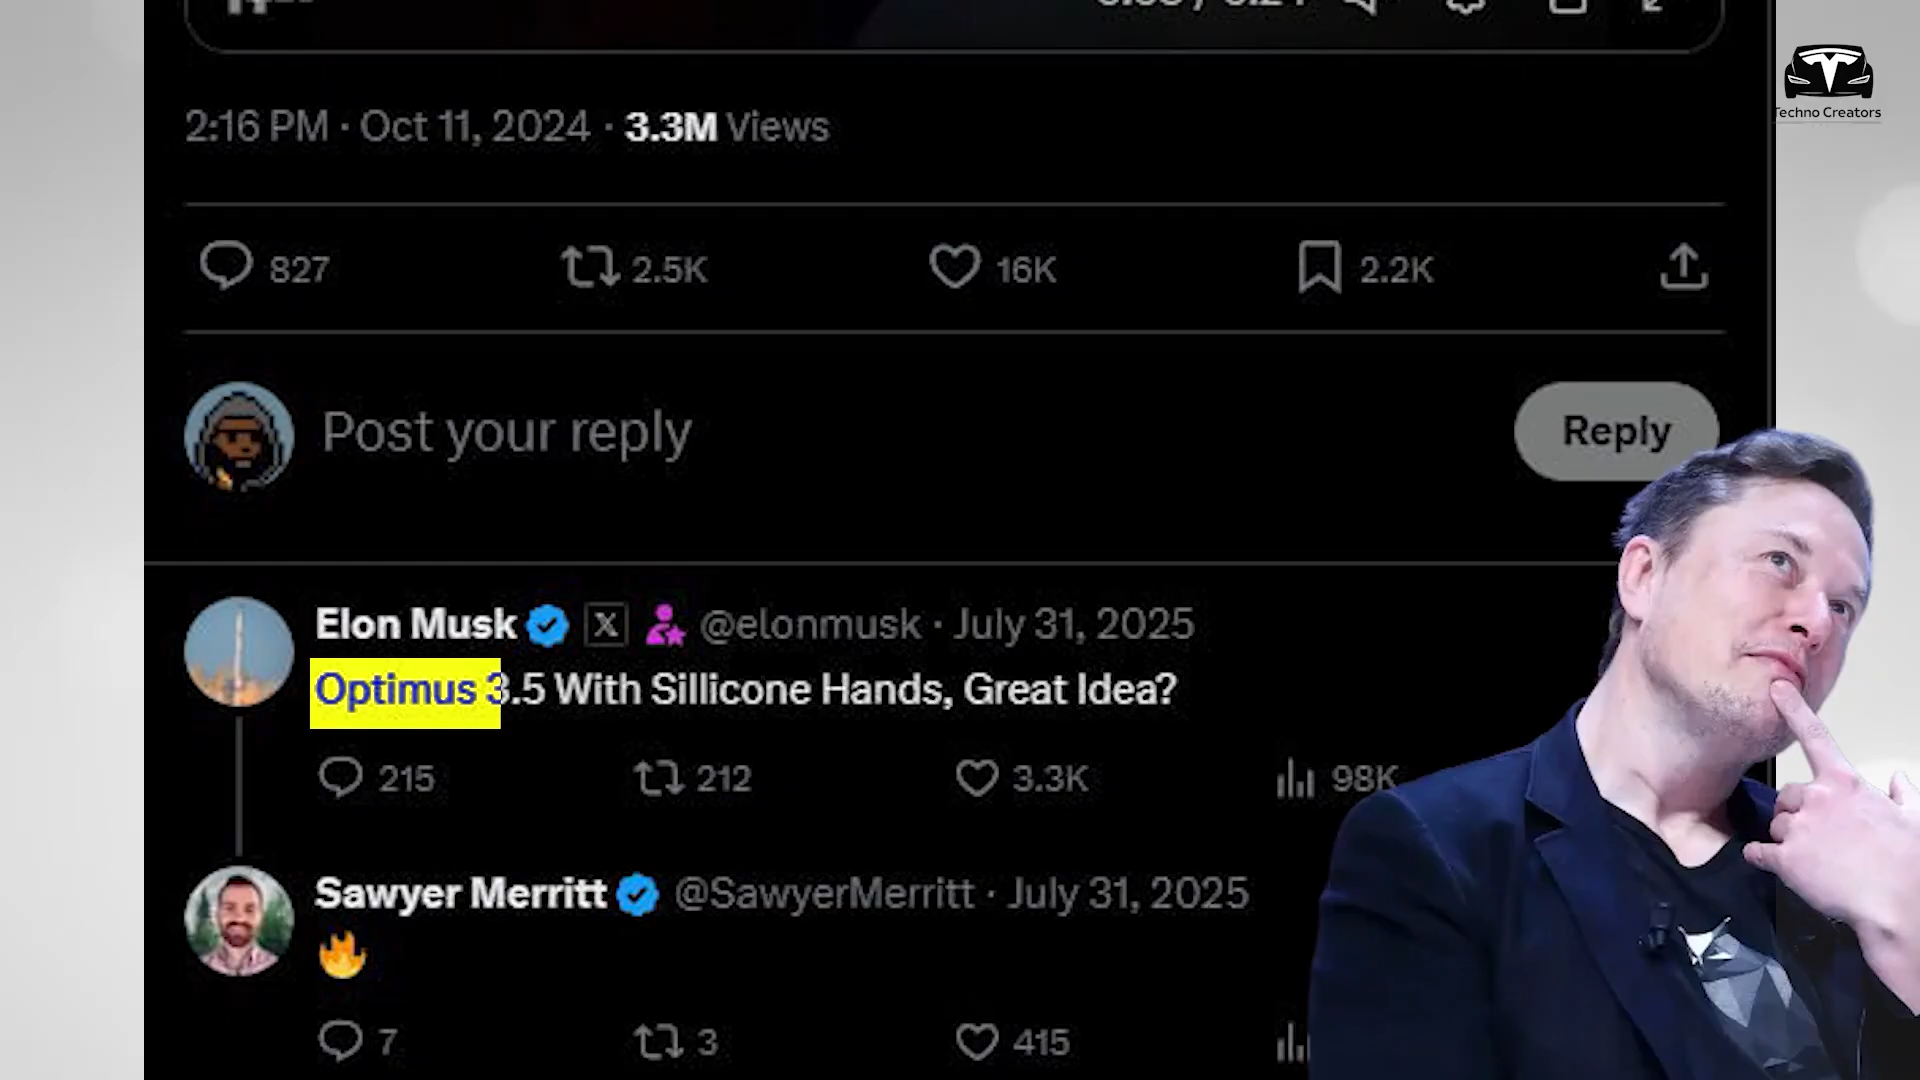 Techno Creators
2:16 PM · Oct 11, 2024 · 3.3M Views
827 2.5K 16K 2.2K
Post your reply
Reply
Elon Musk @elonmusk · July 31, 2025
Optimus 3.5 With Sillicone Hands, Great Idea?
215 212 3.3K 98K
Sawyer Merritt @SawyerMerritt · July 31, 2025
7 3 415